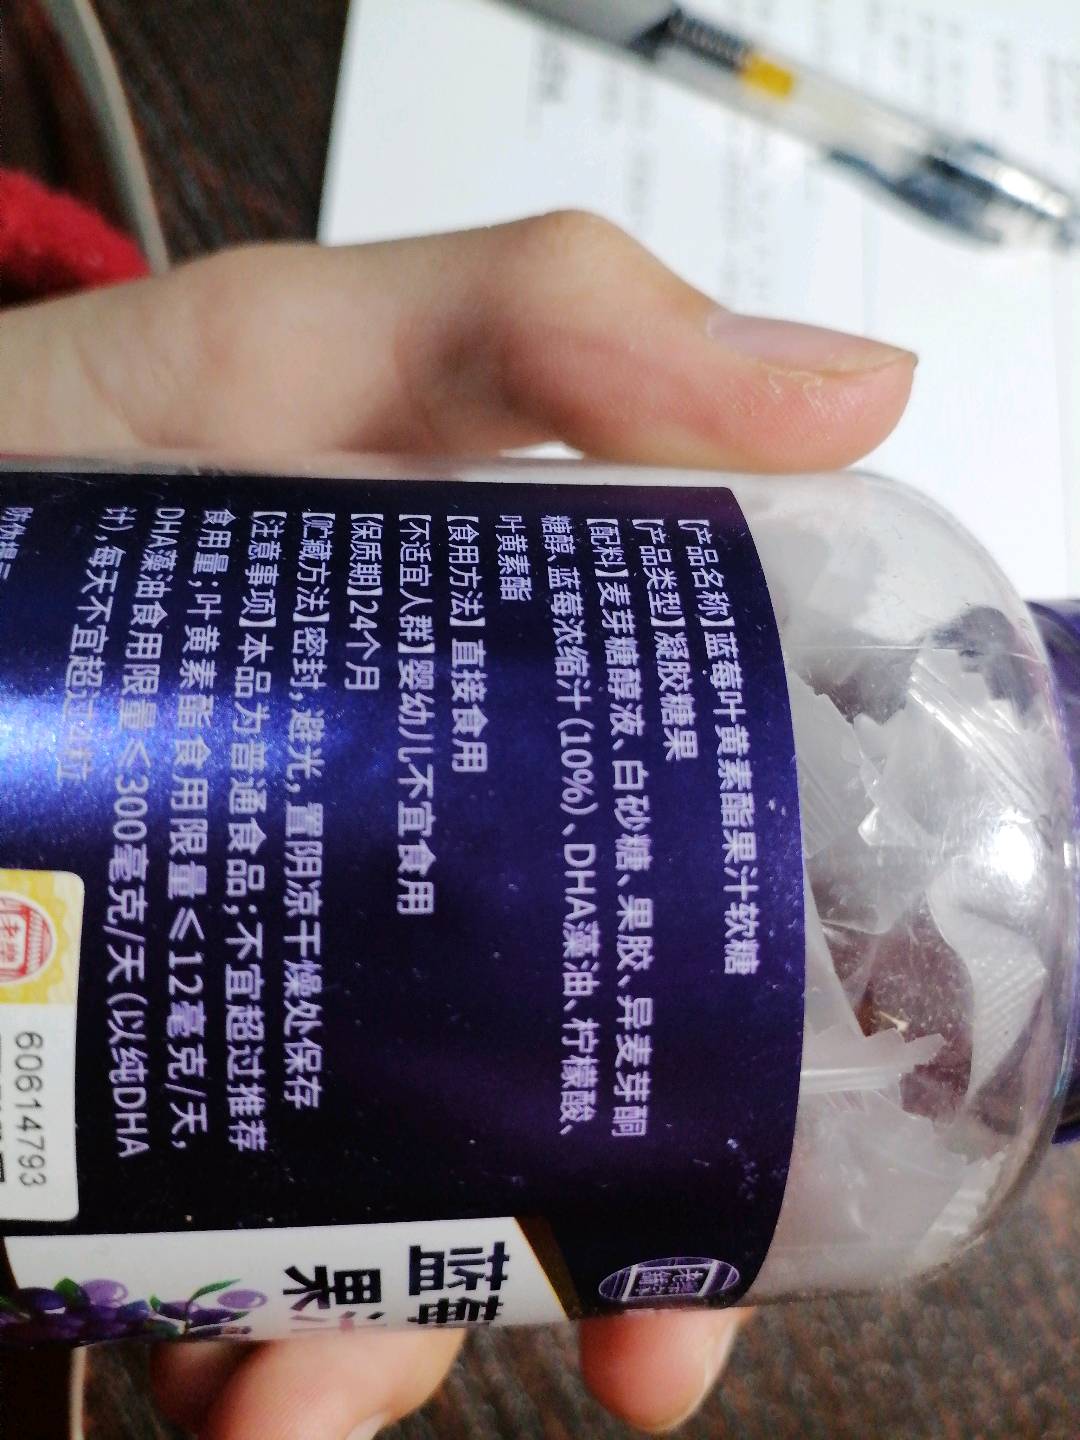 【产品名称】蓝莓叶黄素酯果汁软糖
【产品类型】凝胶糖果
【配料】麦芽糖醇液、白砂糖、果胶、异麦芽酮
糖醇、蓝莓浓缩汁(10%)、DHA藻油、柠檬酸、
叶黄素酯
【食用方法】直接食用
【不适宜人群】婴幼儿不宜食用
【保质期】24个月
【贮藏方法】密封,避光,置阴凉干燥处保存
【注意事项】本品为普通食品;不宜超过推荐
食用量;叶黄素酯食用限量≤12毫克/天,
DHA藻油食用限量≤300毫克/天(以纯DHA
计),每天不宜超过4粒
60614793
蓝莓
果汁